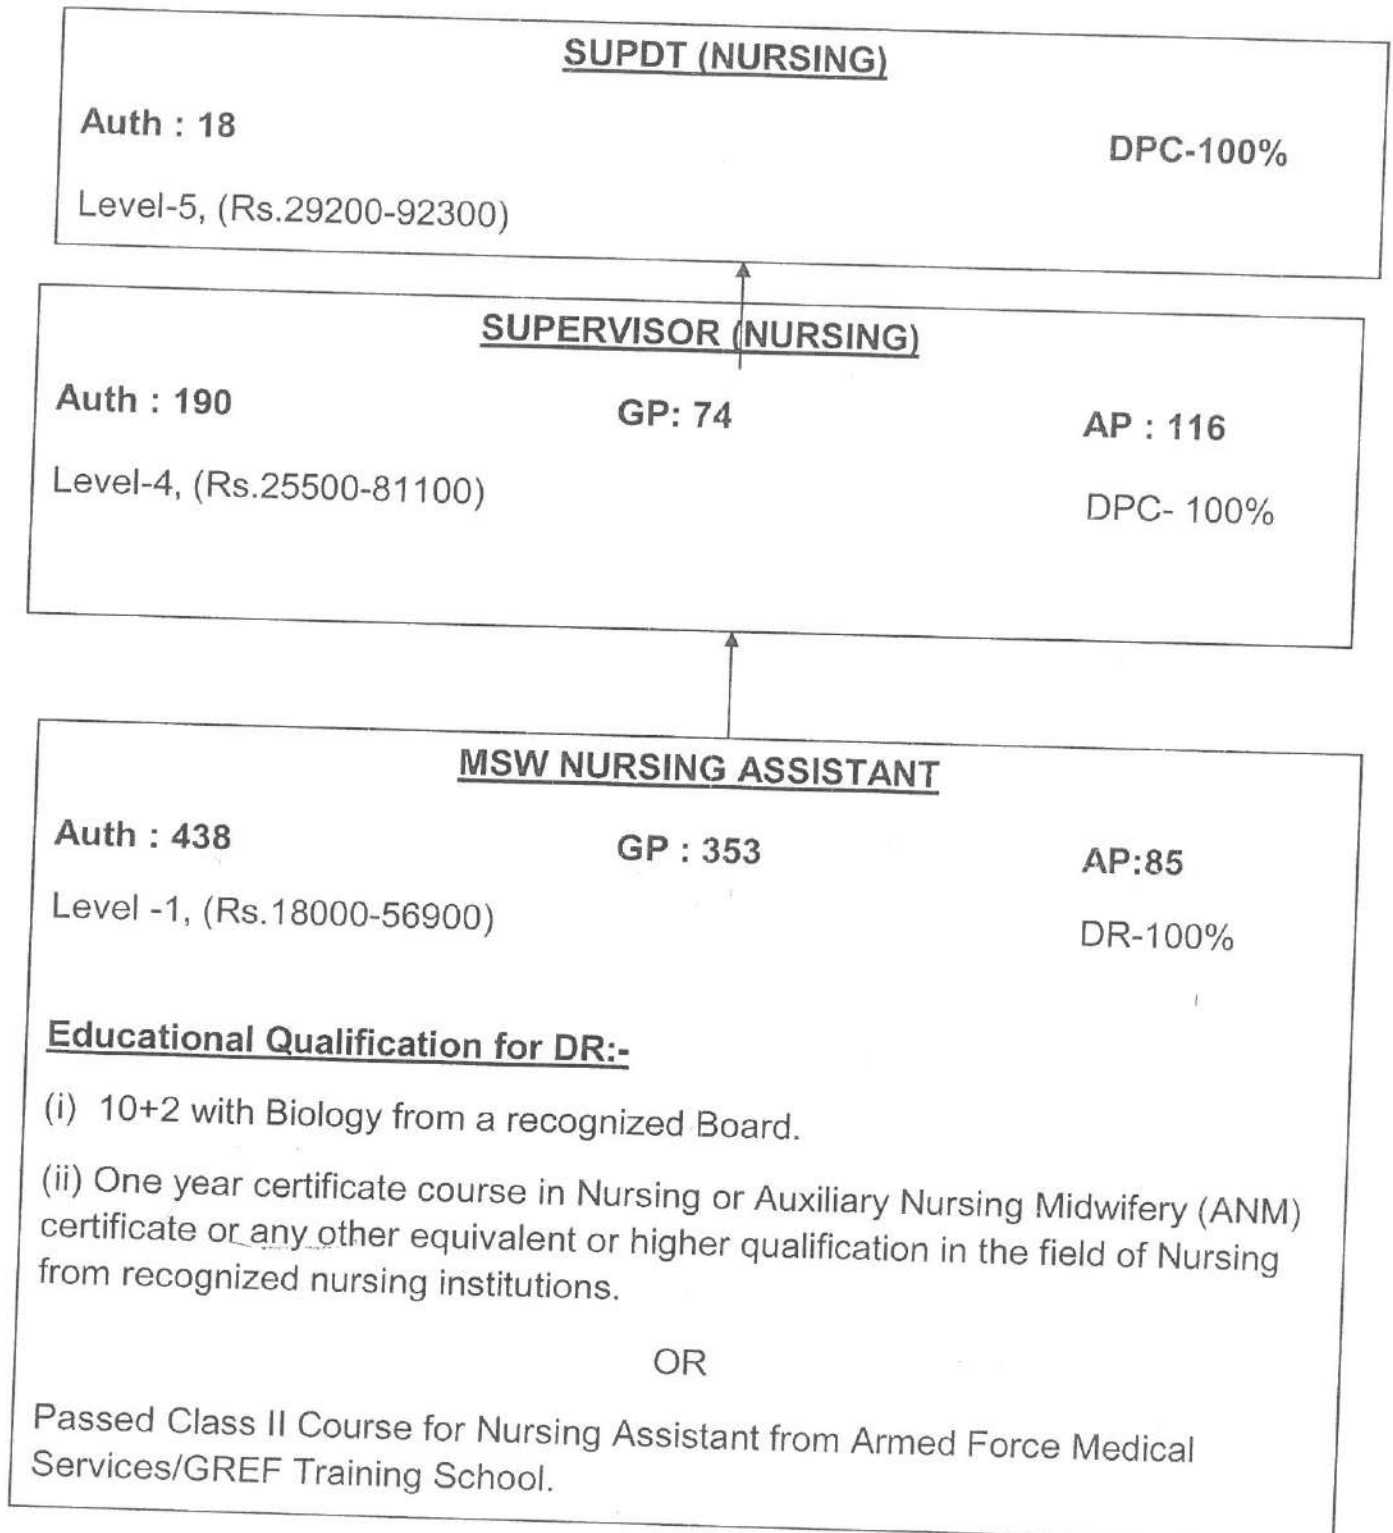 SUPDT (NURSING)
Auth : 18
DPC-100%
Level-5, (Rs.29200-92300)
SUPERVISOR (NURSING)
Auth : 190 GP: 74 AP : 116
Level-4, (Rs.25500-81100) DPC- 100%
MSW NURSING ASSISTANT
Auth : 438 GP : 353 AP:85
Level -1, (Rs.18000-56900) DR-100%
Educational Qualification for DR:-
(i) 10+2 with Biology from a recognized Board.
(ii) One year certificate course in Nursing or Auxiliary Nursing Midwifery (ANM)
certificate or any other equivalent or higher qualification in the field of Nursing
from recognized nursing institutions.
OR
Passed Class II Course for Nursing Assistant from Armed Force Medical
Services/GREF Training School.